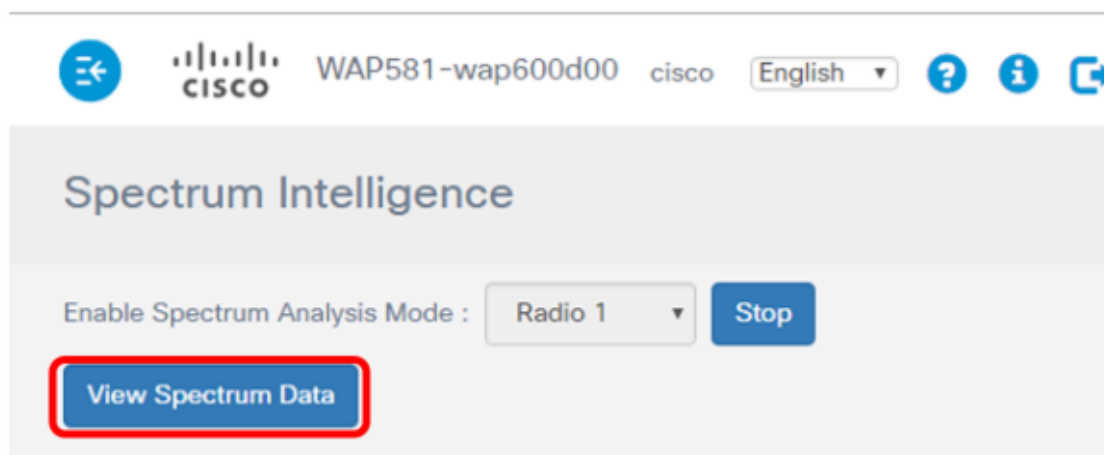 CISCO WAP581-wap600d00 cisco English
Spectrum Intelligence
Enable Spectrum Analysis Mode : Radio 1 Stop
View Spectrum Data